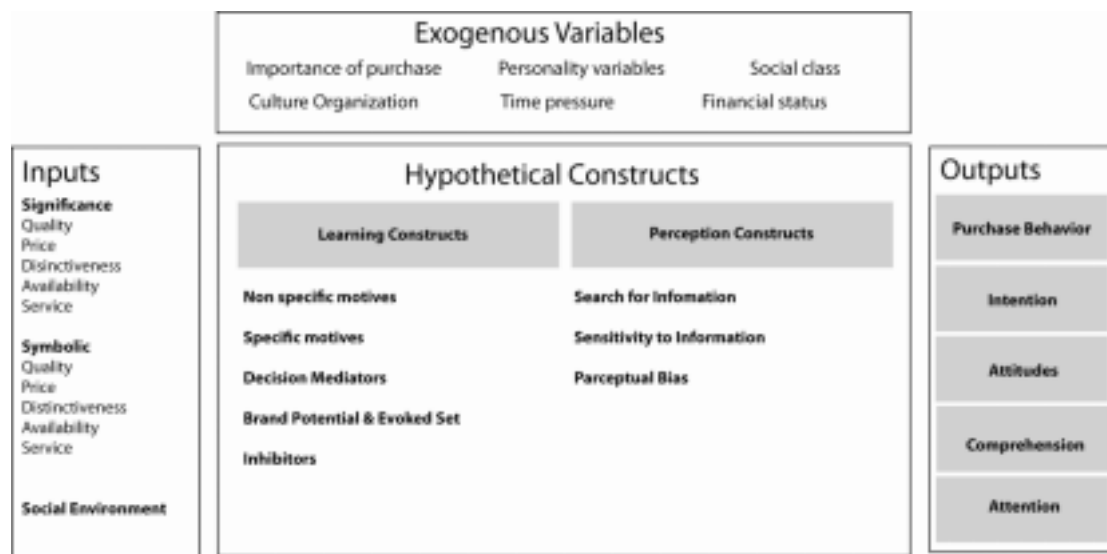 Exogenous Variables
Importance of purchase Personality variables Social class
Culture Organization Time pressure Financial status
Inputs
Significance
Quality
Price
Disinctiveness
Availability
Service
Symbolic
Quality
Price
Distinctiveness
Availability
Service
Social Environment
Hypothetical Constructs
Learning Constructs
Non specific motives
Specific motives
Decision Mediators
Brand Potential & Evoked Set
Inhibitors
Perception Constructs
Search for Infomation
Sensitivity to Information
Parceptual Bias
Outputs
Purchase Behavior
Intention
Attitudes
Comprehension
Attention